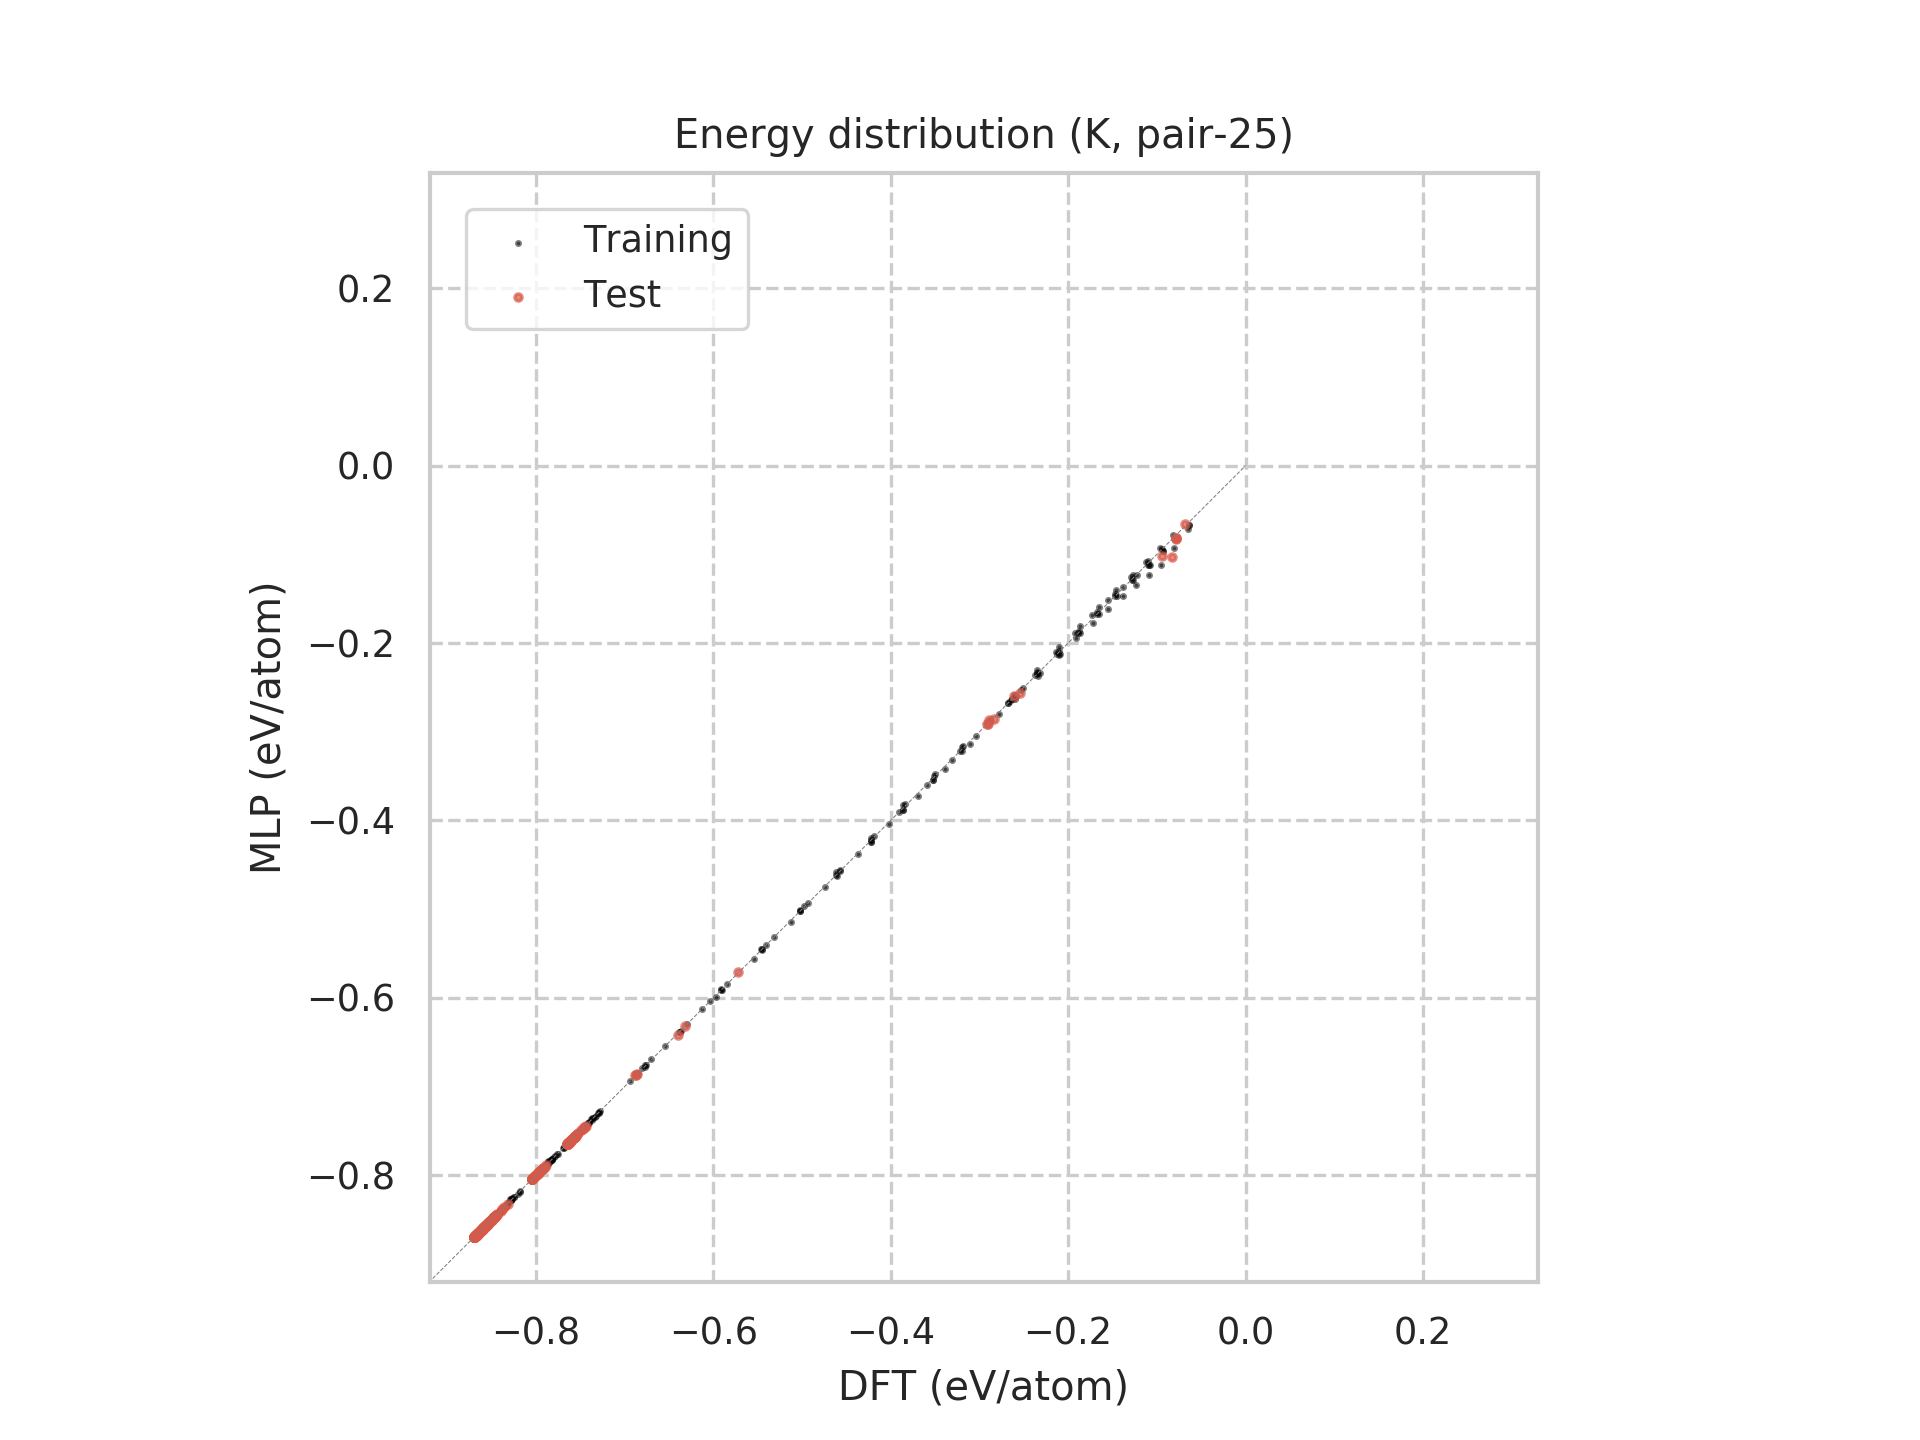 Energy distribution (K, pair-25)
Training
Test
0.2
0.0
−0.2
−0.4
−0.6
−0.8
MLP (eV/atom)
−0.8 −0.6 −0.4 −0.2 0.0 0.2
DFT (eV/atom)